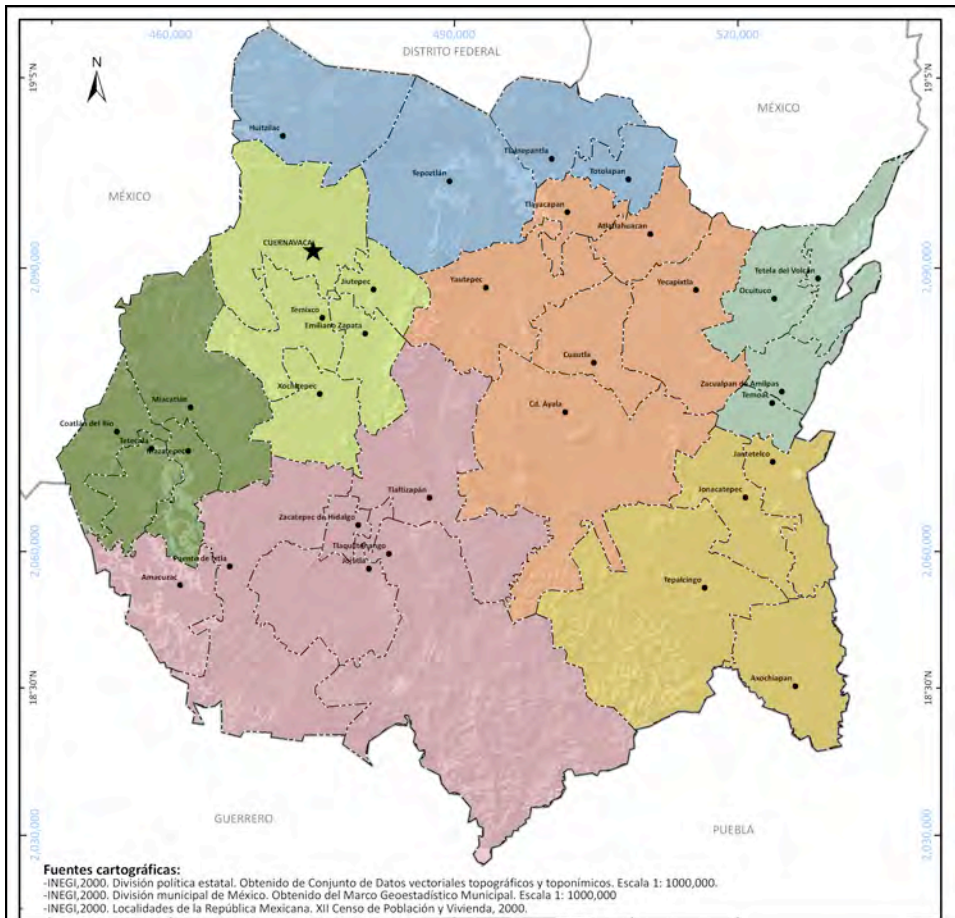 460,000
490,000
520,000
DISTRITO FEDERAL
19°5'N
19°5'N
N
MÉXICO
MÉXICO
Huitzilac
Tlalnepantla
Tepoztlán
Totolapan
Tlayacapan
Atlatlahuacan
CUERNAVACA
2,090,000
2,090,000
Tetela del Volcán
Jiutepec
Yautepec
Yecapixtla
Ocuituco
Temixco
Emiliano Zapata
Cuautla
Xochitepec
Zacualpan de Amilpas
Temoac
Miacatlán
Cd. Ayala
Coatlán del Río
Tetecala
Mazatepec
Jantetelco
Tlaltizapán
Jonacatepec
Zacatepec de Hidalgo
Tlaquiltenango
2,060,000
2,060,000
Puente de Ixtla
Jojutla
Amacuzac
Tepalcingo
18°30'N
18°30'N
Axochiapan
GUERRERO
PUEBLA
2,030,000
2,030,000
Fuentes cartográficas:
-INEGI,2000. División política estatal. Obtenido de Conjunto de Datos vectoriales topográficos y toponímicos. Escala 1: 1000,000.
-INEGI,2000. División municipal de México. Obtenido del Marco Geoestadístico Municipal. Escala 1: 1000,000
-INEGI,2000. Localidades de la República Mexicana. XII Censo de Población y Vivienda, 2000.